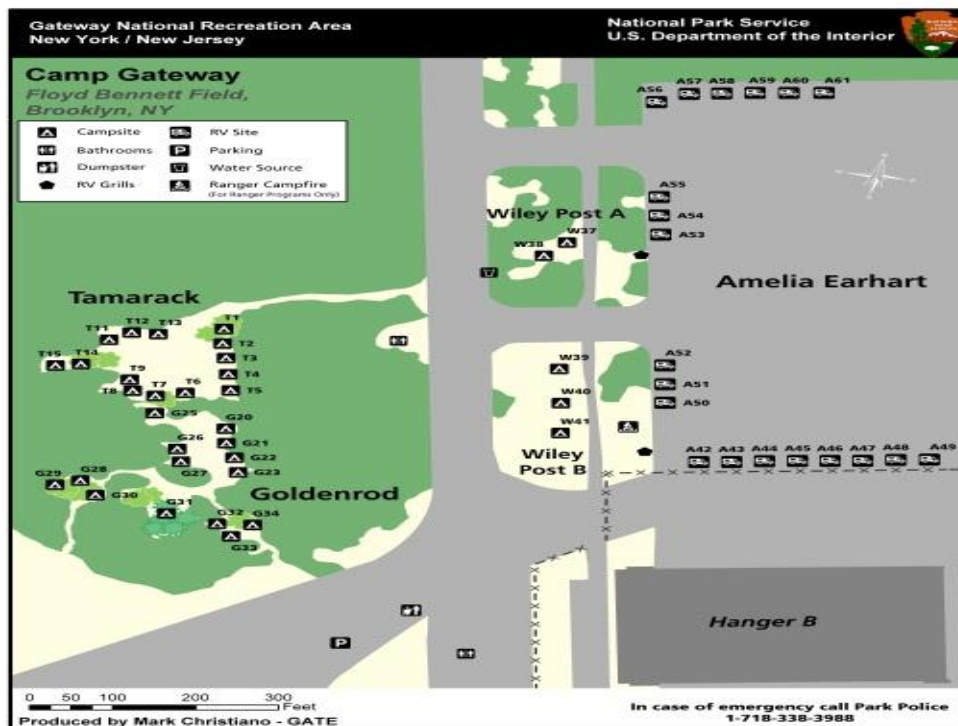 Gateway National Recreation Area
New York / New Jersey
National Park Service
U.S. Department of the Interior
Camp Gateway
Floyd Bennett Field,
Brooklyn, NY
Campsite
RV Site
Bathrooms
P
Parking
Dumpster
Water Source
RV Grills
Ranger Campfire
(For Ranger Programs Only)
A56
A57
A58
A59
A60
A61
A55
A54
A53
Wiley Post A
W37
W38
Amelia Earhart
Tamarack
T1
T2
T3
T4
T5
T11
T12
T13
T15
T14
T9
T8
T7
T6
G25
G20
G21
G22
G23
G26
G27
G29
G28
G30
G31
Goldenrod
G32
G34
G33
W39
W40
W41
Wiley
Post B
A52
A51
A50
A42
A43
A44
A45
A46
A47
A48
A49
P
Hanger B
0
50
100
200
300
Feet
Produced by Mark Christiano - GATE
In case of emergency call Park Police
1-718-338-3988